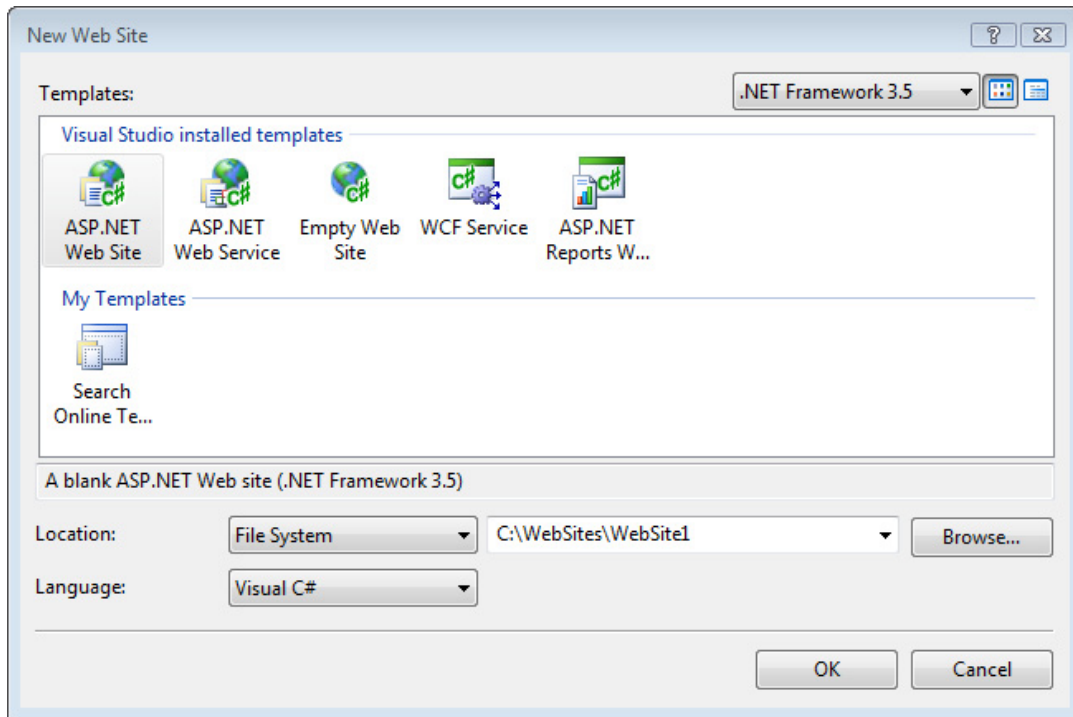 New Web Site
Templates:
.NET Framework 3.5
Visual Studio installed templates
ASP.NET
Web Site
ASP.NET
Web Service
Empty Web
Site
WCF Service
ASP.NET
Reports W...
My Templates
Search
Online Te...
A blank ASP.NET Web site (.NET Framework 3.5)
Location:
File System
C:\WebSites\WebSite1
Browse...
Language:
Visual C#
OK
Cancel